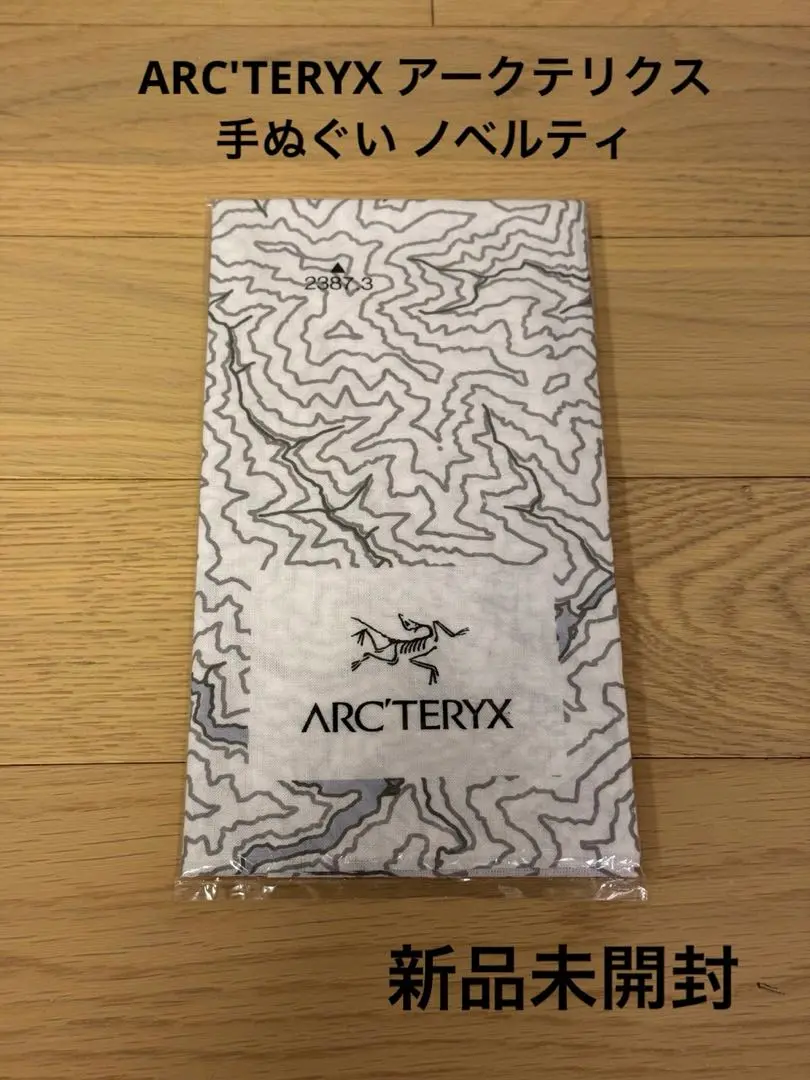 ARC'TERYX アークテリクス
手ぬぐい ノベルティ
2387.3
ARC'TERYX
新品未開封